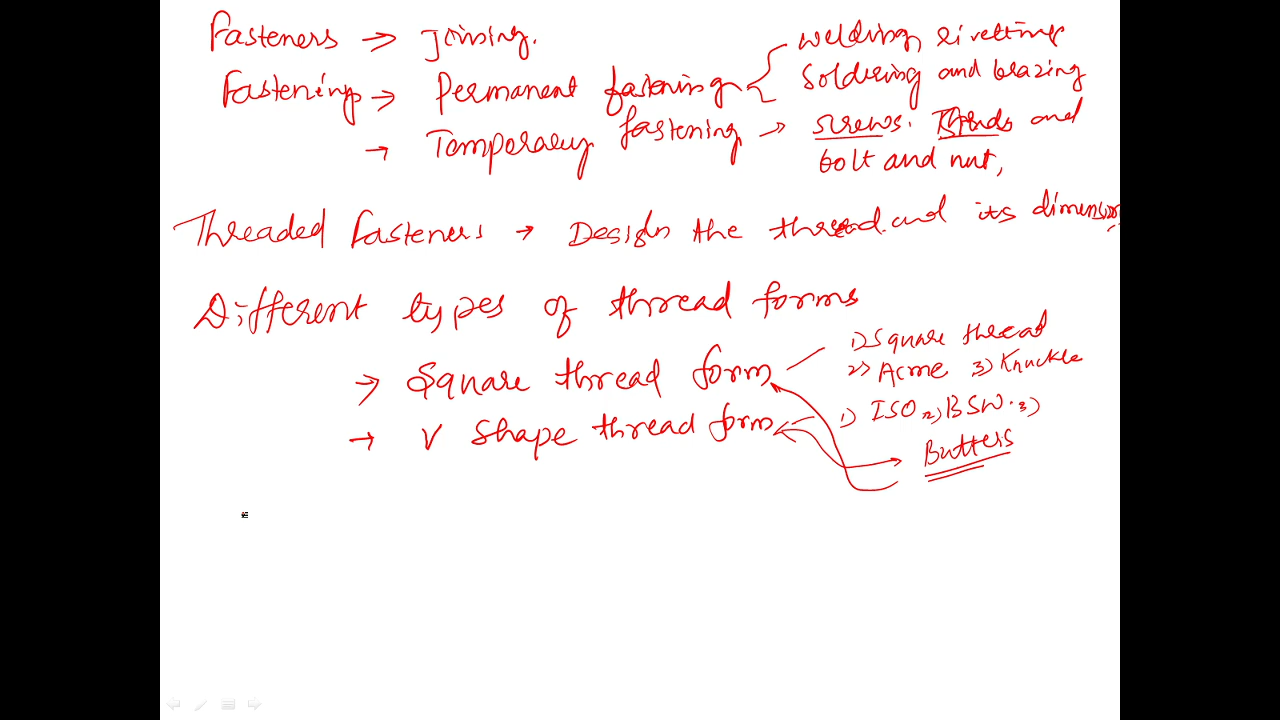 Fasteners → Joining.
Fastening → Permanent fastening welding, rivetting
soldering and brazing
→ Temporary fastening → screws. Studs and
bolt and nut,
Threaded fasteners → Design the thread and its dimensions
Different types of thread forms
→ Square thread form 1) Square thread
2) Acme 3) Knuckle
→ V shape thread form 1) ISO 2) BSW. 3)
Butters